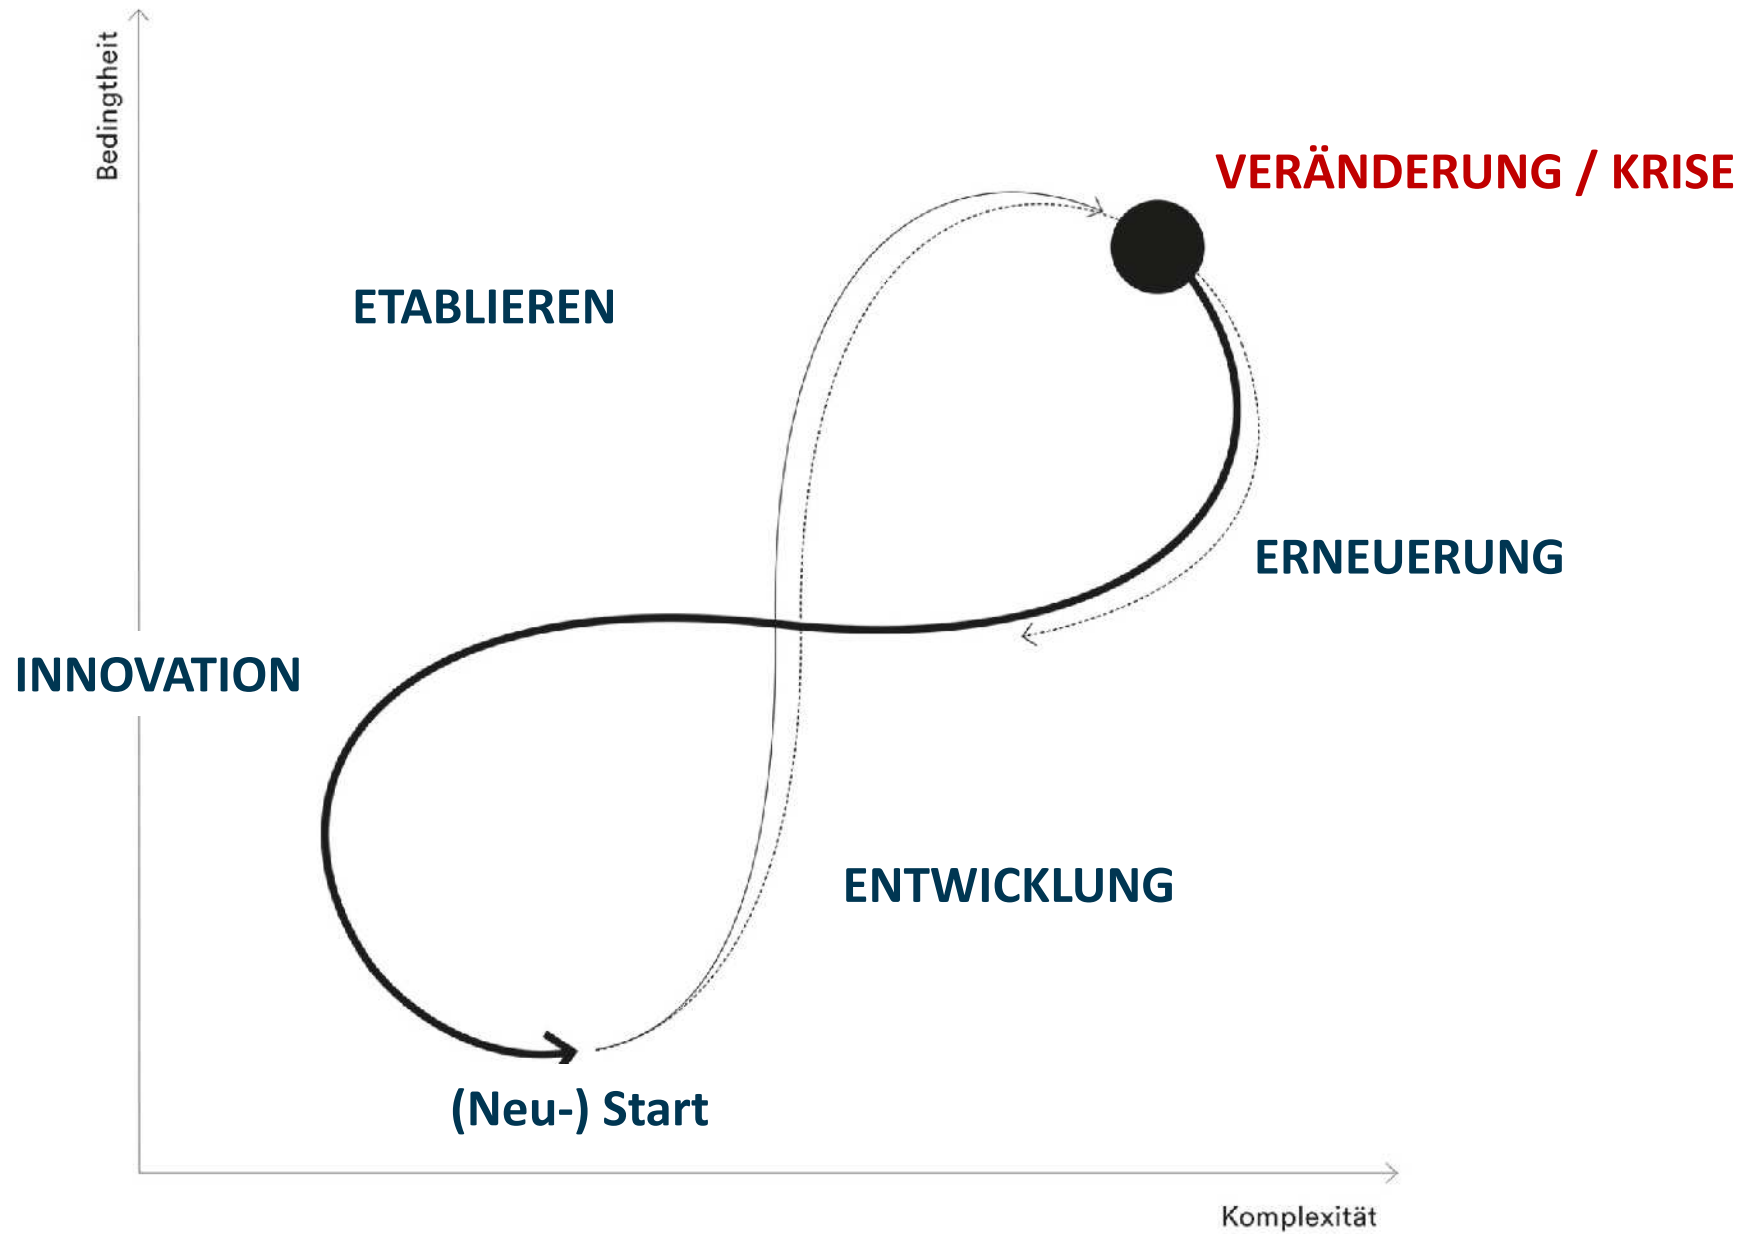 Bedingtheit
VERÄNDERUNG / KRISE
ETABLIEREN
ERNEUERUNG
INNOVATION
ENTWICKLUNG
(Neu-) Start
Komplexität